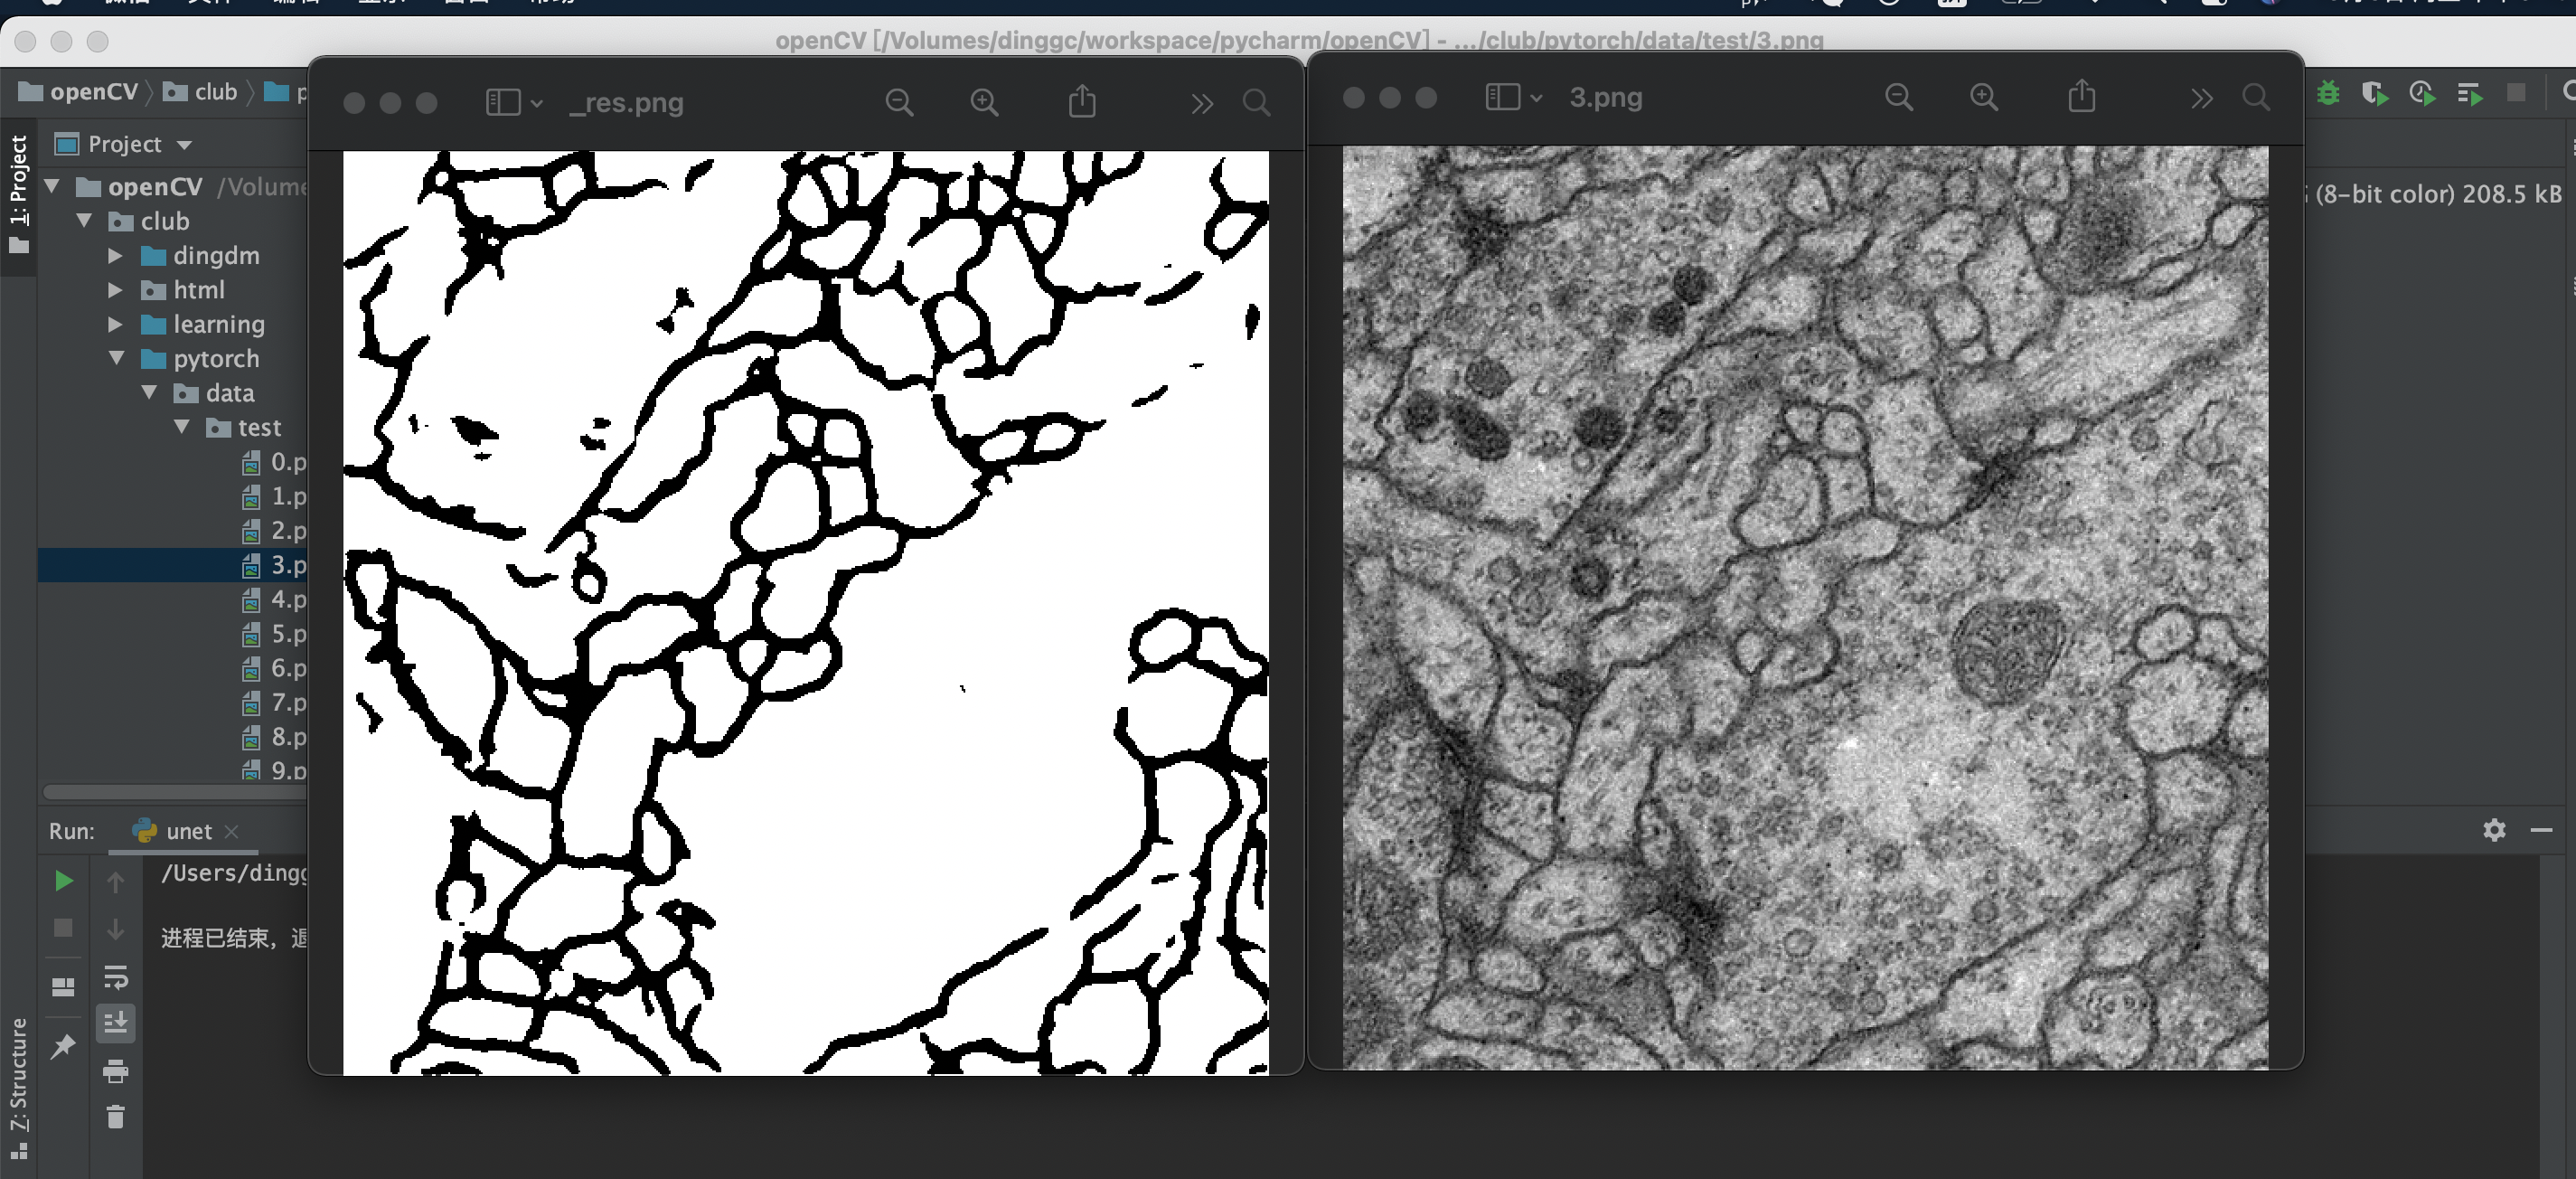 openCV [/Volumes/dinggc/workspace/pycharm/openCV] - .../club/pytorch/data/test/3.png
openCV
club
_res.png
3.png
1: Project
Project
openCV /Volume
club
dingdm
html
learning
pytorch
data
test
0.p
1.p
2.p
3.p
4.p
5.p
6.p
7.p
8.p
9.p
(8-bit color) 208.5 kB
Run:
unet
/Users/dingg
进程已结束，退
Z: Structure